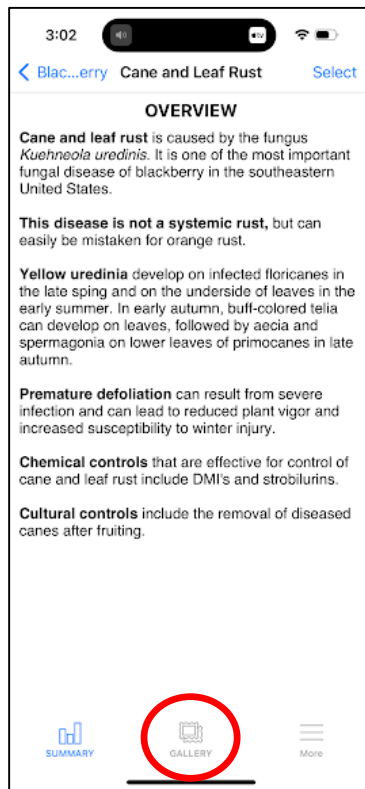 3:02
tv
Blac...erry Cane and Leaf Rust Select
OVERVIEW
Cane and leaf rust is caused by the fungus
Kuehneola uredinis. It is one of the most important
fungal disease of blackberry in the southeastern
United States.
This disease is not a systemic rust, but can
easily be mistaken for orange rust.
Yellow uredinia develop on infected floricanes in
the late sping and on the underside of leaves in the
early summer. In early autumn, buff-colored telia
can develop on leaves, followed by aecia and
spermagonia on lower leaves of primocanes in late
autumn.
Premature defoliation can result from severe
infection and can lead to reduced plant vigor and
increased susceptibility to winter injury.
Chemical controls that are effective for control of
cane and leaf rust include DMI's and strobilurins.
Cultural controls include the removal of diseased
canes after fruiting.
SUMMARY GALLERY More